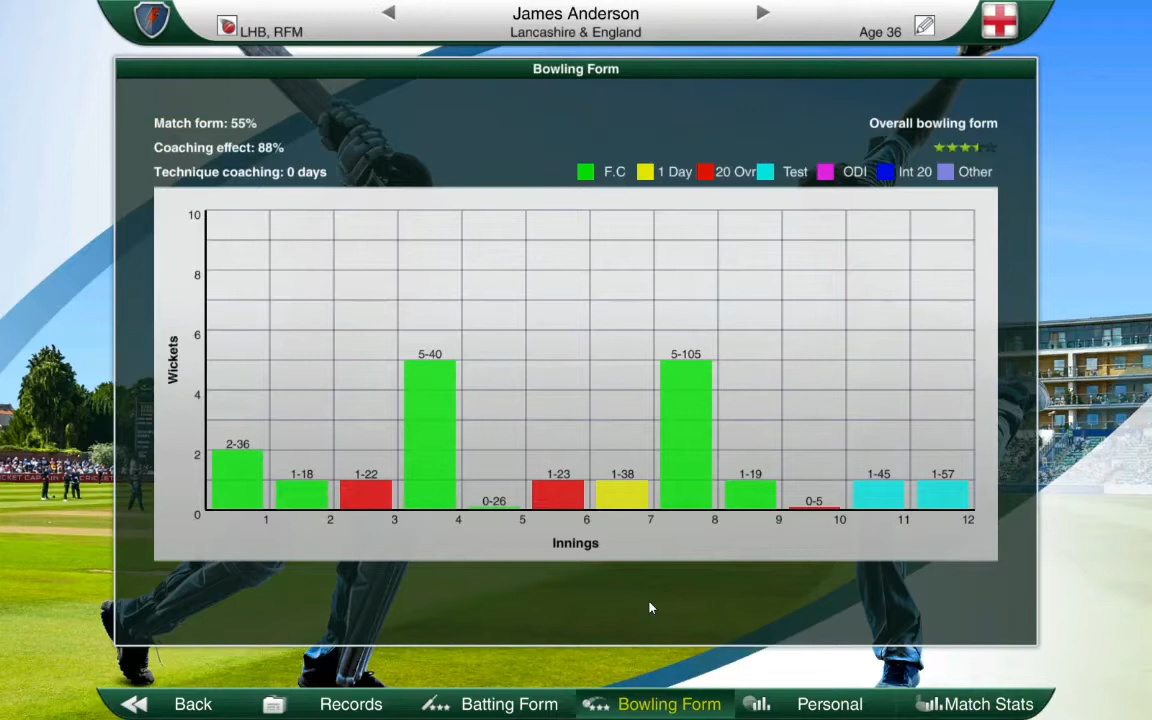 James Anderson
LHB, RFM
Lancashire & England
Age 36
Bowling Form
Match form: 55%
Overall bowling form
Coaching effect: 88%
Technique coaching: 0 days
F.C 1 Day 20 Ovr Test ODI Int 20 Other
10
8
6
4
2
0
Wickets
2-36
1-18
1-22
5-40
0-26
1-23
1-38
5-105
1-19
0-5
1-45
1-57
1 2 3 4 5 6 7 8 9 10 11 12
Innings
Back Records Batting Form Bowling Form Personal Match Stats